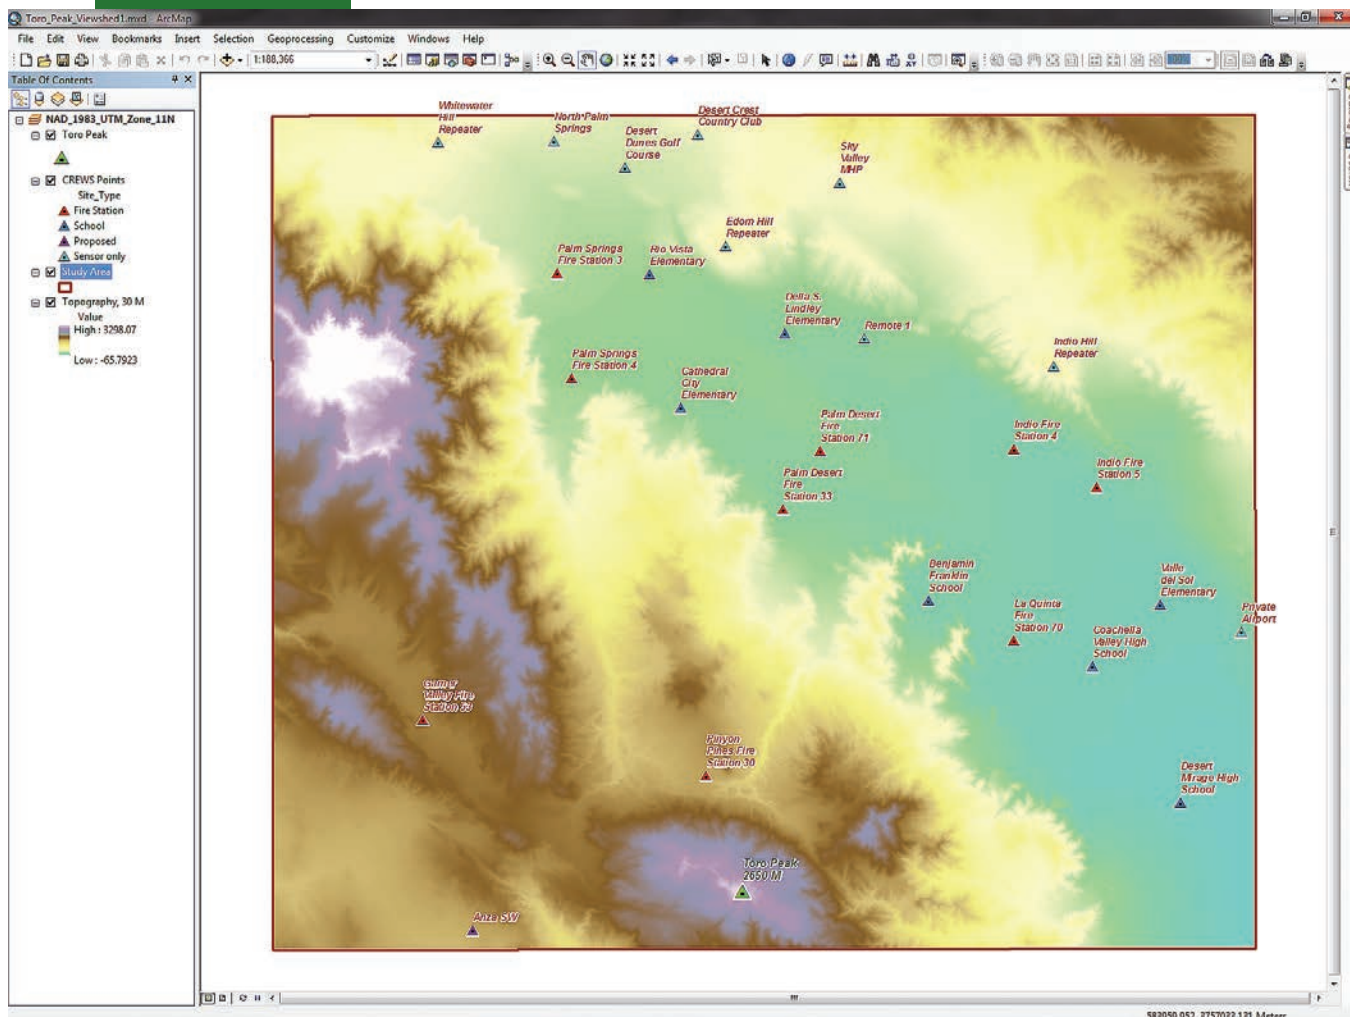 Toro_Peak_Viewshed1.mxd - ArcMap
File Edit View Bookmarks Insert Selection Geoprocessing Customize Windows Help
1:188,366
Table Of Contents
NAD_1983_UTM_Zone_11N
Toro Peak
CREWS Points
Site_Type
Fire Station
School
Proposed
Sensor only
Study Area
Topography, 30 M
Value
High : 3298.07
Low : -65.7923
Whitewater
Hill
Repeater
North Palm
Springs
Desert
Dunes Golf
Course
Desert Crest
Country Club
Sky
Valley
MHP
Edom Hill
Repeater
Palm Springs
Fire Station 3
Rio Vista
Elementary
Della S.
Lindley
Elementary
Remote 1
Indio Hill
Repeater
Palm Springs
Fire Station 4
Cathedral
City
Elementary
Palm Desert
Fire
Station 71
Indio Fire
Station 4
Indio Fire
Station 5
Palm Desert
Fire
Station 33
Benjamin
Franklin
School
Valle
del Sol
Elementary
La Quinta
Fire
Station 70
Private
Airport
Coachella
Valley High
School
Garner
Valley Fire
Station 53
Pinyon
Pines Fire
Station 30
Desert
Mirage High
School
Toro Peak
2650 M
Anza SW